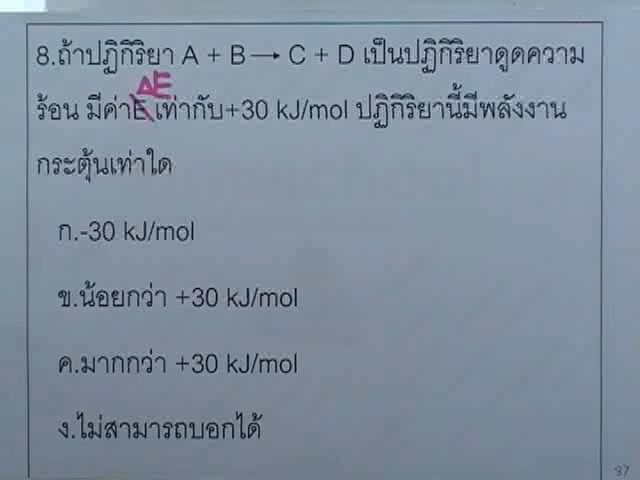 8.ถ้าปฏิกิริยา A + B → C + D เป็นปฏิกิริยาดูดความ
ΔE
ร้อน มีค่าE เท่ากับ+30 kJ/mol ปฏิกิริยานี้มีพลังงาน
กระตุ้นเท่าใด
ก.-30 kJ/mol
ข.น้อยกว่า +30 kJ/mol
ค.มากกว่า +30 kJ/mol
ง.ไม่สามารถบอกได้
37